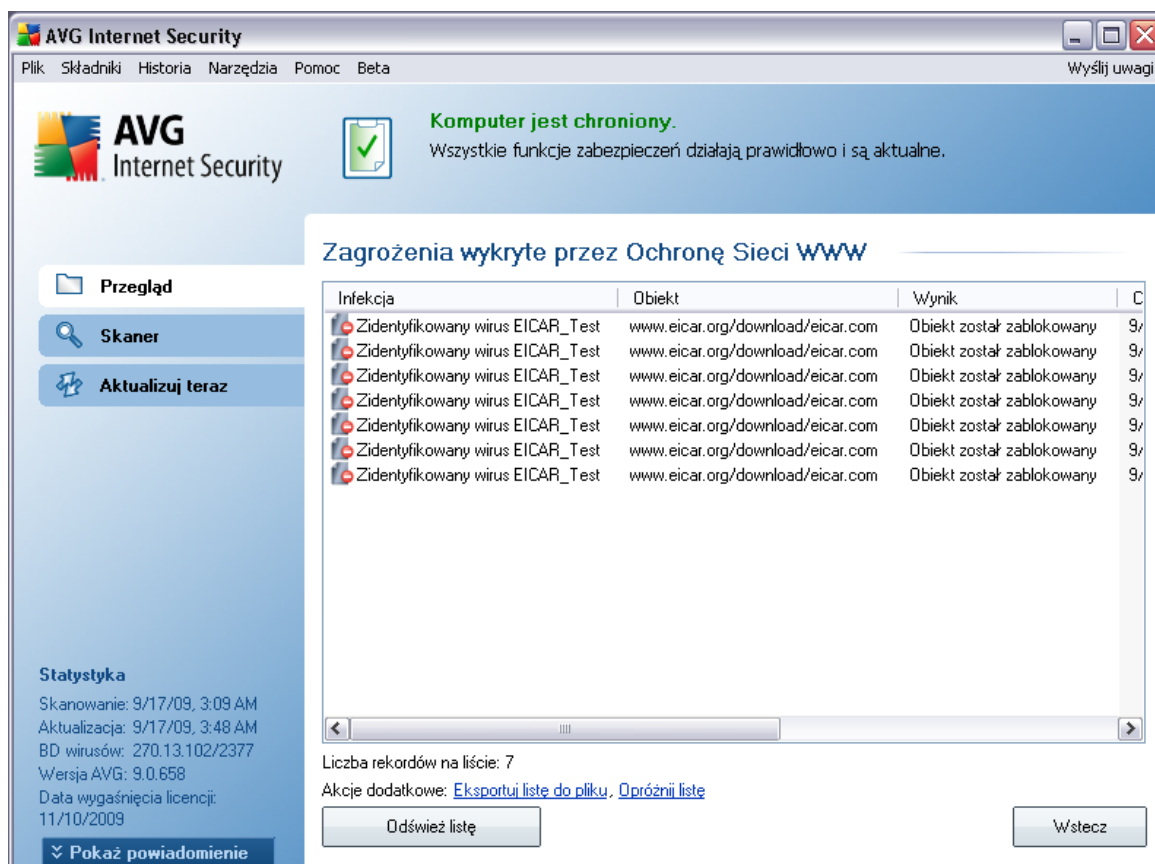 AVG Internet Security
Plik Składniki Historia Narzędzia Pomoc Beta Wyślij uwagi
AVG
Internet Security
Komputer jest chroniony.
Wszystkie funkcje zabezpieczeń działają prawidłowo i są aktualne.
Przegląd
Skaner
Aktualizuj teraz
Zagrożenia wykryte przez Ochronę Sieci WWW
Infekcja Obiekt Wynik C
Zidentyfikowany wirus EICAR_Test www.eicar.org/download/eicar.com Obiekt został zablokowany 9/
Zidentyfikowany wirus EICAR_Test www.eicar.org/download/eicar.com Obiekt został zablokowany 9/
Zidentyfikowany wirus EICAR_Test www.eicar.org/download/eicar.com Obiekt został zablokowany 9/
Zidentyfikowany wirus EICAR_Test www.eicar.org/download/eicar.com Obiekt został zablokowany 9/
Zidentyfikowany wirus EICAR_Test www.eicar.org/download/eicar.com Obiekt został zablokowany 9/
Zidentyfikowany wirus EICAR_Test www.eicar.org/download/eicar.com Obiekt został zablokowany 9/
Zidentyfikowany wirus EICAR_Test www.eicar.org/download/eicar.com Obiekt został zablokowany 9/
Statystyka
Skanowanie: 9/17/09, 3:09 AM
Aktualizacja: 9/17/09, 3:48 AM
BD wirusów: 270.13.102/2377
Wersja AVG: 9.0.658
Data wygaśnięcia licencji:
11/10/2009
Pokaż powiadomienie
Liczba rekordów na liście: 7
Akcje dodatkowe: Eksportuj listę do pliku, Opróżnij listę
Odśwież listę Wstecz